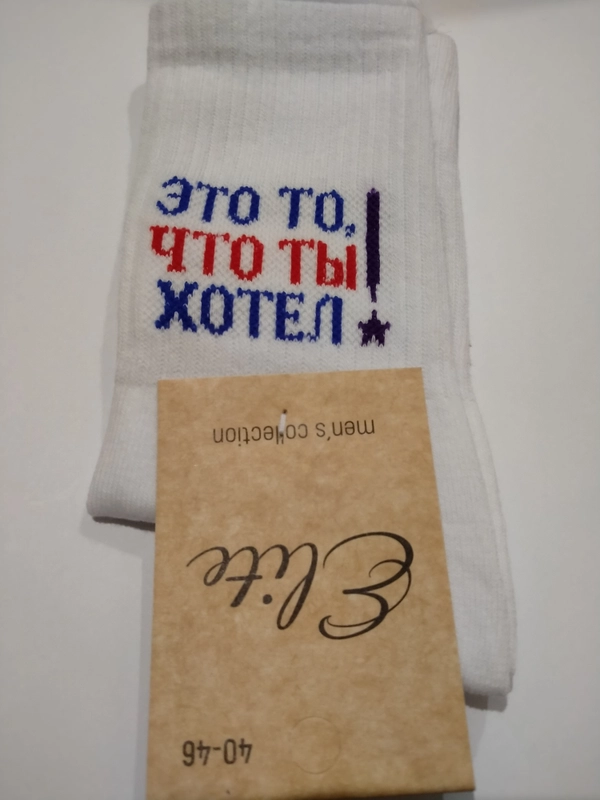 ЭТО ТО,
ЧТО ТЫ
ХОТЕЛ!
men's collection
Elite
40-46